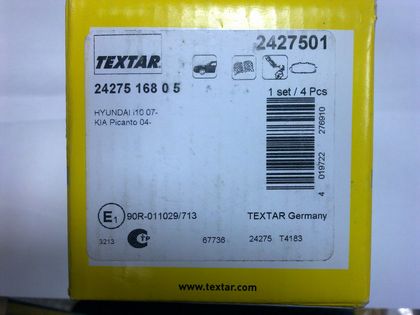 TEXTAR
2427501
24275 168 0 5
1 set / 4 Pcs
HYUNDAI i10 07-
KIA Picanto 04-
4 019722 276910
E1 90R-011029/713
TEXTAR Germany
3213
67736
24275 T4183
www.textar.com